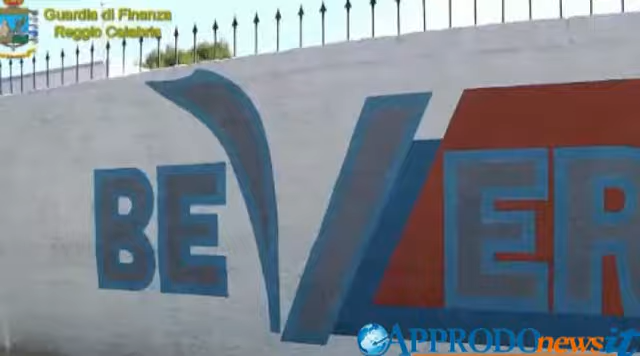 Guardia di Finanza
Reggio Calabria
BEVER
APPRODOnews.it